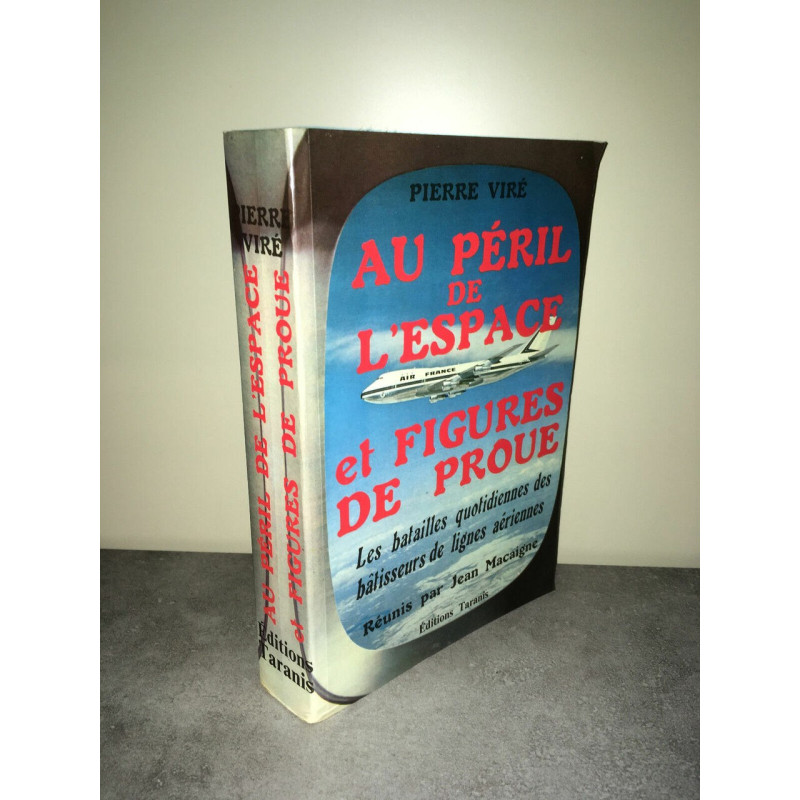 PIERRE VIRÉ
AU PÉRIL
DE
L'ESPACE
AIR FRANCE
et FIGURES
DE PROUE
Les batailles quotidiennes des
bâtisseurs de lignes aériennes
Réunis par Jean Macaigne
Éditions Taranis
PIERRE
VIRÉ
AU PÉRIL DE L'ESPACE
et FIGURES DE PROUE
Éditions
Taranis